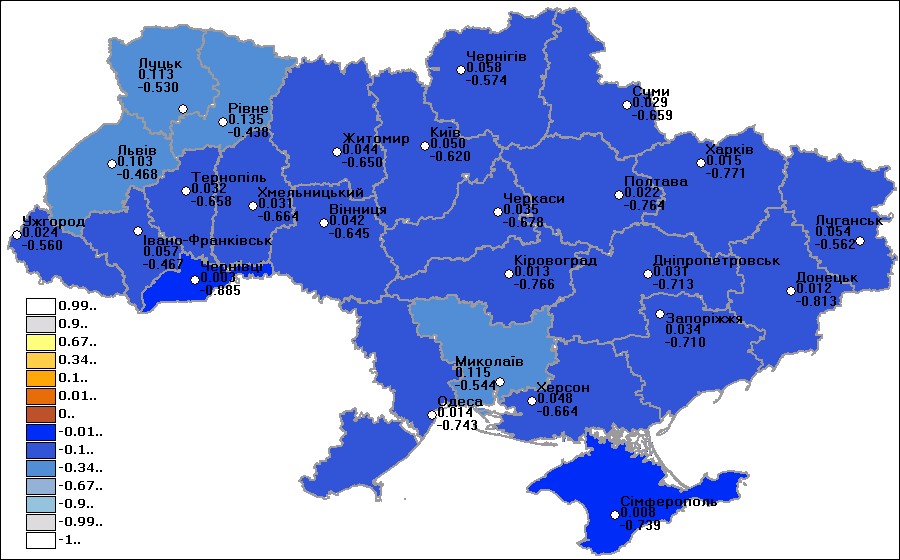 Чернігів
0.058
-0.574
Луцьк
0.113
-0.530
Суми
0.029
-0.659
Рівне
0.135
-0.438
Житомир
0.044
-0.650
Київ
0.050
-0.620
Львів
0.103
-0.468
Харків
0.015
-0.771
Тернопіль
0.032
-0.658
Хмельницький
0.031
-0.664
Полтава
0.022
-0.764
Черкаси
0.035
-0.678
Вінниця
0.042
-0.645
Ужгород
0.024
-0.560
Луганськ
0.054
-0.562
Івано-Франківськ
0.057
-0.467
Чернівці
0.003
-0.885
Кіровоград
0.013
-0.766
Дніпропетровськ
0.031
-0.713
Донецьк
0.012
-0.813
Запоріжжя
0.034
-0.710
Миколаїв
0.115
-0.544
Херсон
0.048
-0.664
Одеса
0.014
-0.743
Сімферополь
0.008
-0.739
0.99..
0.9..
0.67..
0.34..
0.1..
0.01..
0..
-0.01..
-0.1..
-0.34..
-0.67..
-0.9..
-0.99..
-1..